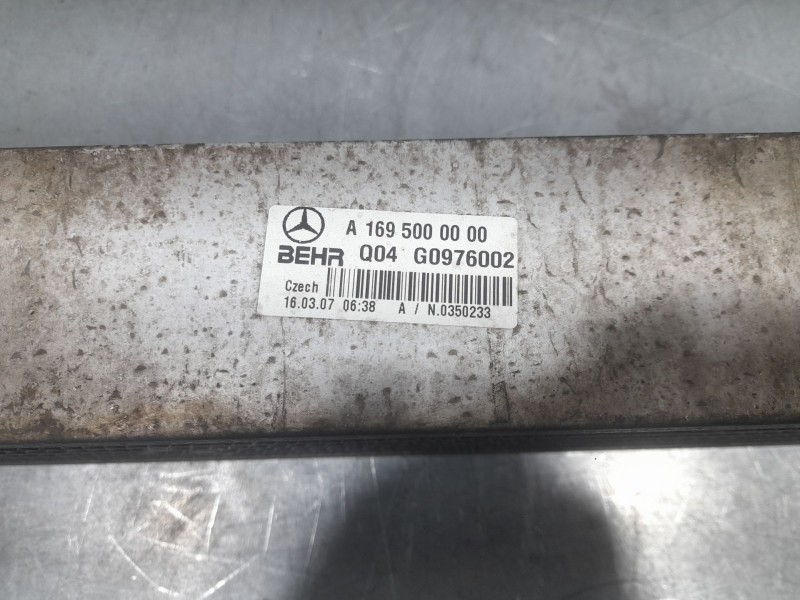 A 169 500 00 00
BEHR Q04 G0976002
Czech
16.03.07 06:38 A / N.0350233